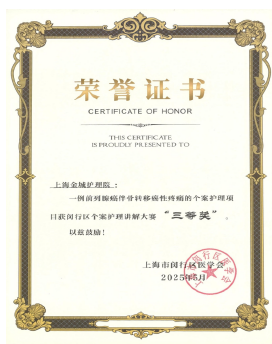 荣誉证书
CERTIFICATE OF HONOR
THIS CERTIFICATE
IS PROUDLY PRESENTED TO
上海金城护理院：
一例前列腺癌伴骨转移癌性疼痛的个案护理项
目获闵行区个案护理讲解大赛“三等奖”。
以兹鼓励！
上海市闵行区医学会
2025年5月